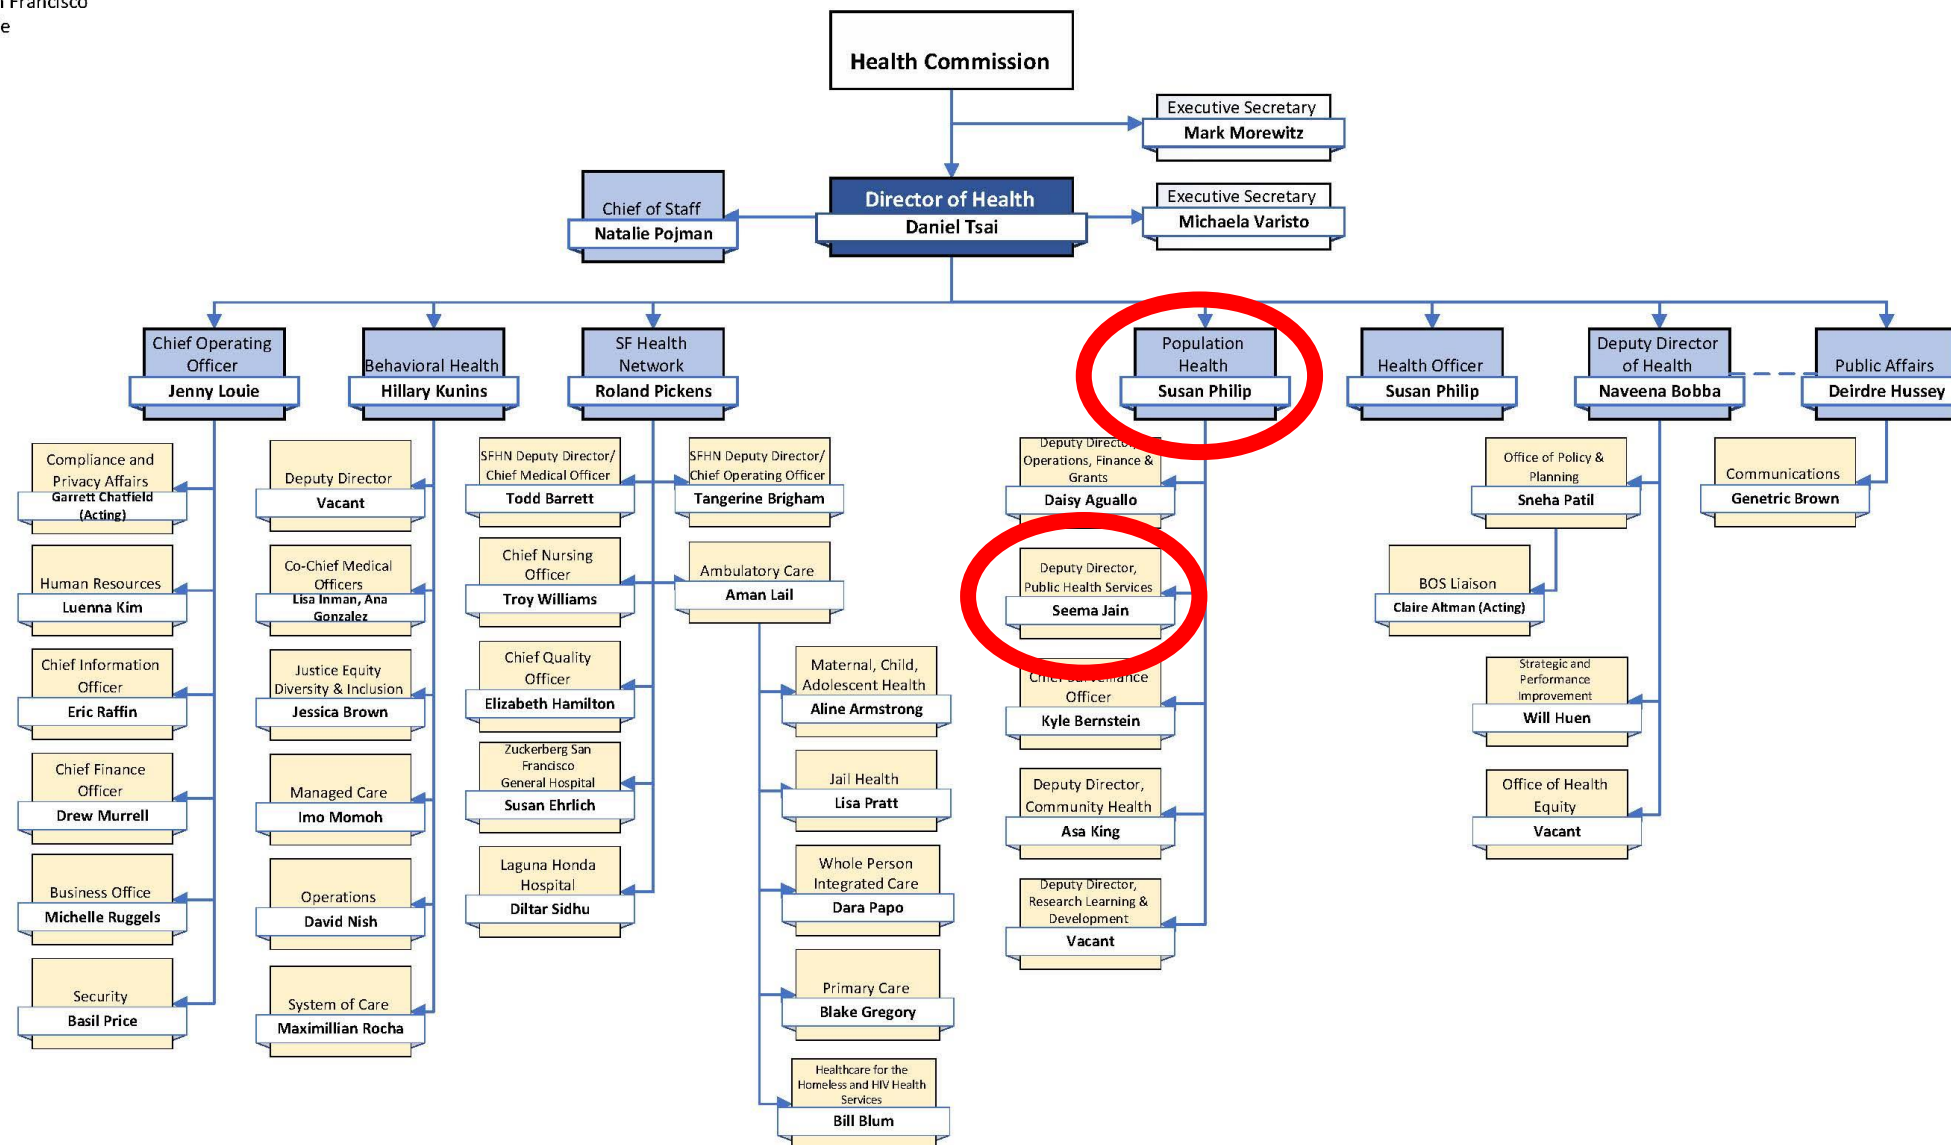 Francisco
e
Health Commission
Executive Secretary
Mark Morewitz
Chief of Staff
Natalie Pojman
Director of Health
Daniel Tsai
Executive Secretary
Michaela Varisto
Chief Operating
Officer
Jenny Louie
Behavioral Health
Hillary Kunins
SF Health
Network
Roland Pickens
Population
Health
Susan Philip
Health Officer
Susan Philip
Deputy Director
of Health
Naveena Bobba
Public Affairs
Deirdre Hussey
Compliance and
Privacy Affairs
Garrett Chatfield
(Acting)
Human Resources
Luenna Kim
Chief Information
Officer
Eric Raffin
Chief Finance
Officer
Drew Murrell
Business Office
Michelle Ruggels
Security
Basil Price
Deputy Director
Vacant
Co-Chief Medical
Officers
Lisa Inman, Ana
Gonzalez
Justice Equity
Diversity & Inclusion
Jessica Brown
Managed Care
Imo Momoh
Operations
David Nish
System of Care
Maximillian Rocha
SFHN Deputy Director/
Chief Medical Officer
Todd Barrett
Chief Nursing
Officer
Troy Williams
Chief Quality
Officer
Elizabeth Hamilton
Zuckerberg San
Francisco
General Hospital
Susan Ehrlich
Laguna Honda
Hospital
Diltar Sidhu
SFHN Deputy Director/
Chief Operating Officer
Tangerine Brigham
Ambulatory Care
Aman Lail
Maternal, Child,
Adolescent Health
Aline Armstrong
Jail Health
Lisa Pratt
Whole Person
Integrated Care
Dara Papo
Primary Care
Blake Gregory
Healthcare for the
Homeless and HIV Health
Services
Bill Blum
Deputy Director,
Operations, Finance &
Grants
Daisy Aguallo
Deputy Director,
Public Health Services
Seema Jain
Chief Surveillance
Officer
Kyle Bernstein
Deputy Director,
Community Health
Asa King
Deputy Director,
Research Learning &
Development
Vacant
Office of Policy &
Planning
Sneha Patil
BOS Liaison
Claire Altman (Acting)
Strategic and
Performance
Improvement
Will Huen
Office of Health
Equity
Vacant
Communications
Genetric Brown